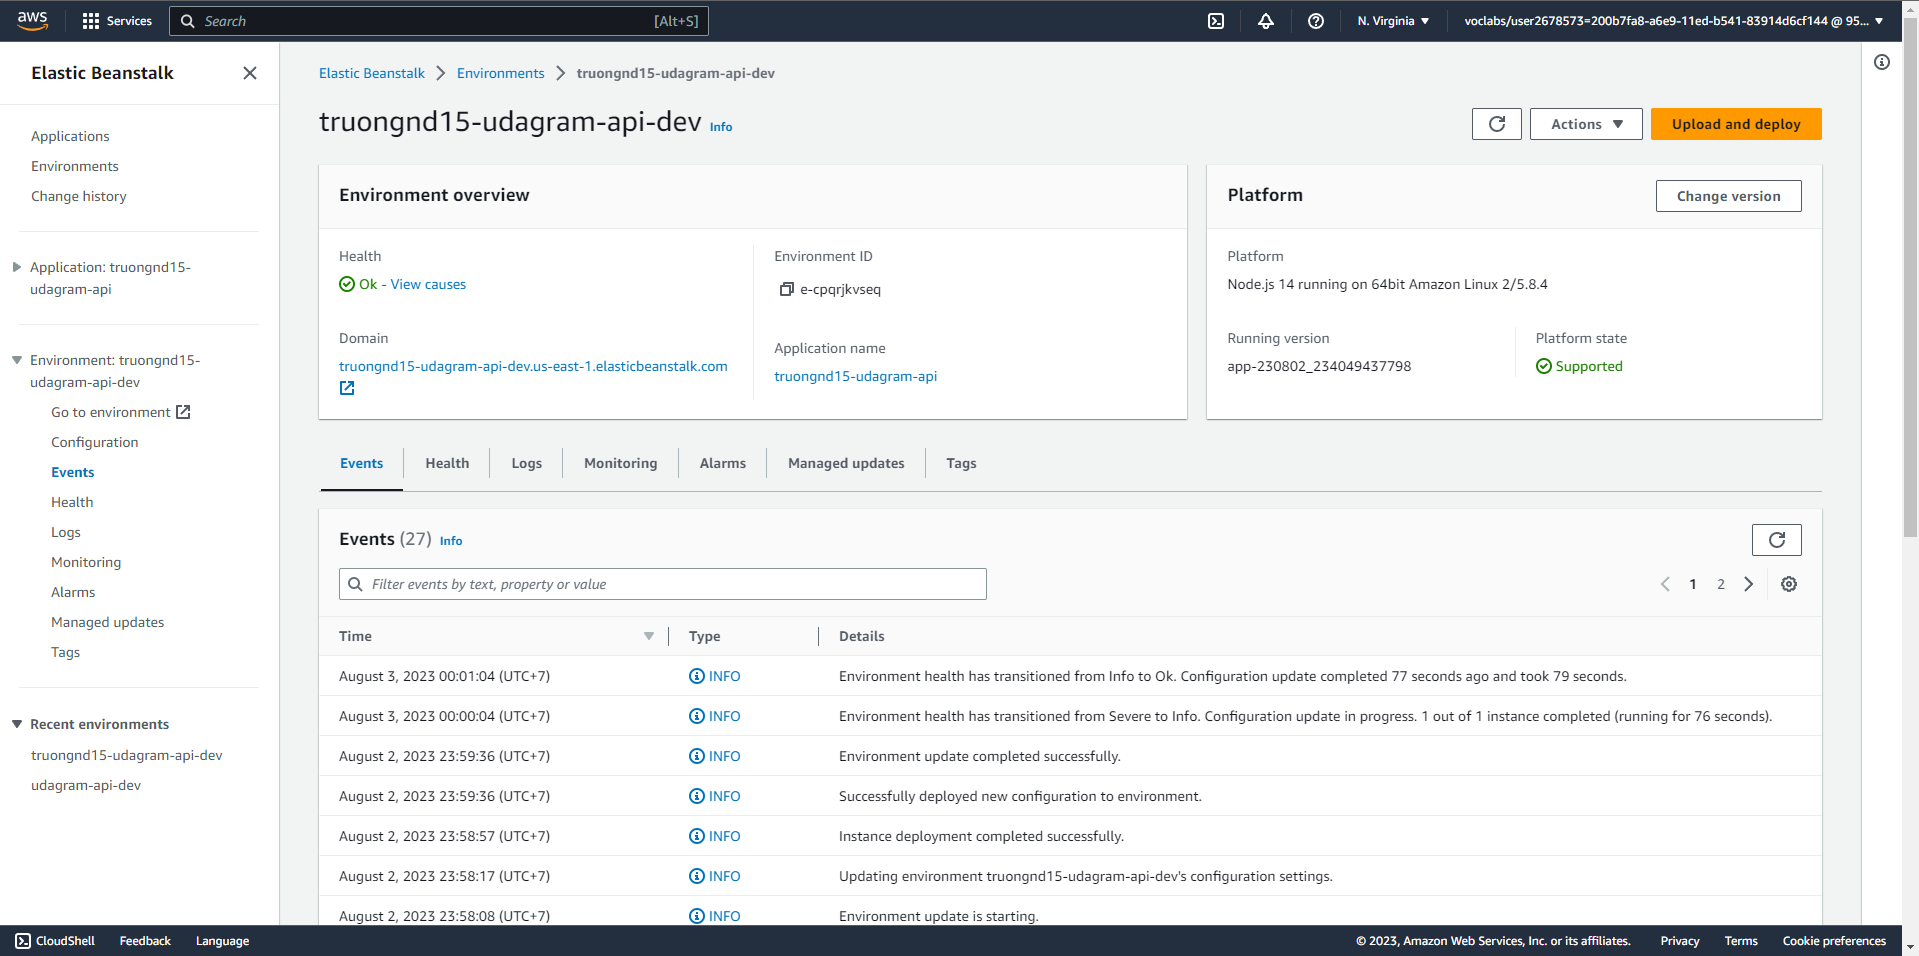 aws
Services
Search
[Alt+S]
N. Virginia
voclabs/user2678573=200b7fa8-a6e9-11ed-b541-83914d6cf144 @ 95...
Elastic Beanstalk
Applications
Environments
Change history
Application: truongnd15-
udagram-api
Environment: truongnd15-
udagram-api-dev
Go to environment
Configuration
Events
Health
Logs
Monitoring
Alarms
Managed updates
Tags
Recent environments
truongnd15-udagram-api-dev
udagram-api-dev
Elastic Beanstalk
Environments
truongnd15-udagram-api-dev
truongnd15-udagram-api-dev Info
Actions
Upload and deploy
Environment overview
Health
Ok - View causes
Domain
truongnd15-udagram-api-dev.us-east-1.elasticbeanstalk.com
Environment ID
e-cpqrjkvseq
Application name
truongnd15-udagram-api
Platform
Change version
Platform
Node.js 14 running on 64bit Amazon Linux 2/5.8.4
Running version
app-230802_234049437798
Platform state
Supported
Events
Health
Logs
Monitoring
Alarms
Managed updates
Tags
Events (27) Info
Filter events by text, property or value
1
2
Time Type Details
August 3, 2023 00:01:04 (UTC+7) INFO Environment health has transitioned from Info to Ok. Configuration update completed 77 seconds ago and took 79 seconds.
August 3, 2023 00:00:04 (UTC+7) INFO Environment health has transitioned from Severe to Info. Configuration update in progress. 1 out of 1 instance completed (running for 76 seconds).
August 2, 2023 23:59:36 (UTC+7) INFO Environment update completed successfully.
August 2, 2023 23:59:36 (UTC+7) INFO Successfully deployed new configuration to environment.
August 2, 2023 23:58:57 (UTC+7) INFO Instance deployment completed successfully.
August 2, 2023 23:58:17 (UTC+7) INFO Updating environment truongnd15-udagram-api-dev's configuration settings.
August 2, 2023 23:58:08 (UTC+7) INFO Environment update is starting.
CloudShell
Feedback
Language
© 2023, Amazon Web Services, Inc. or its affiliates.
Privacy
Terms
Cookie preferences